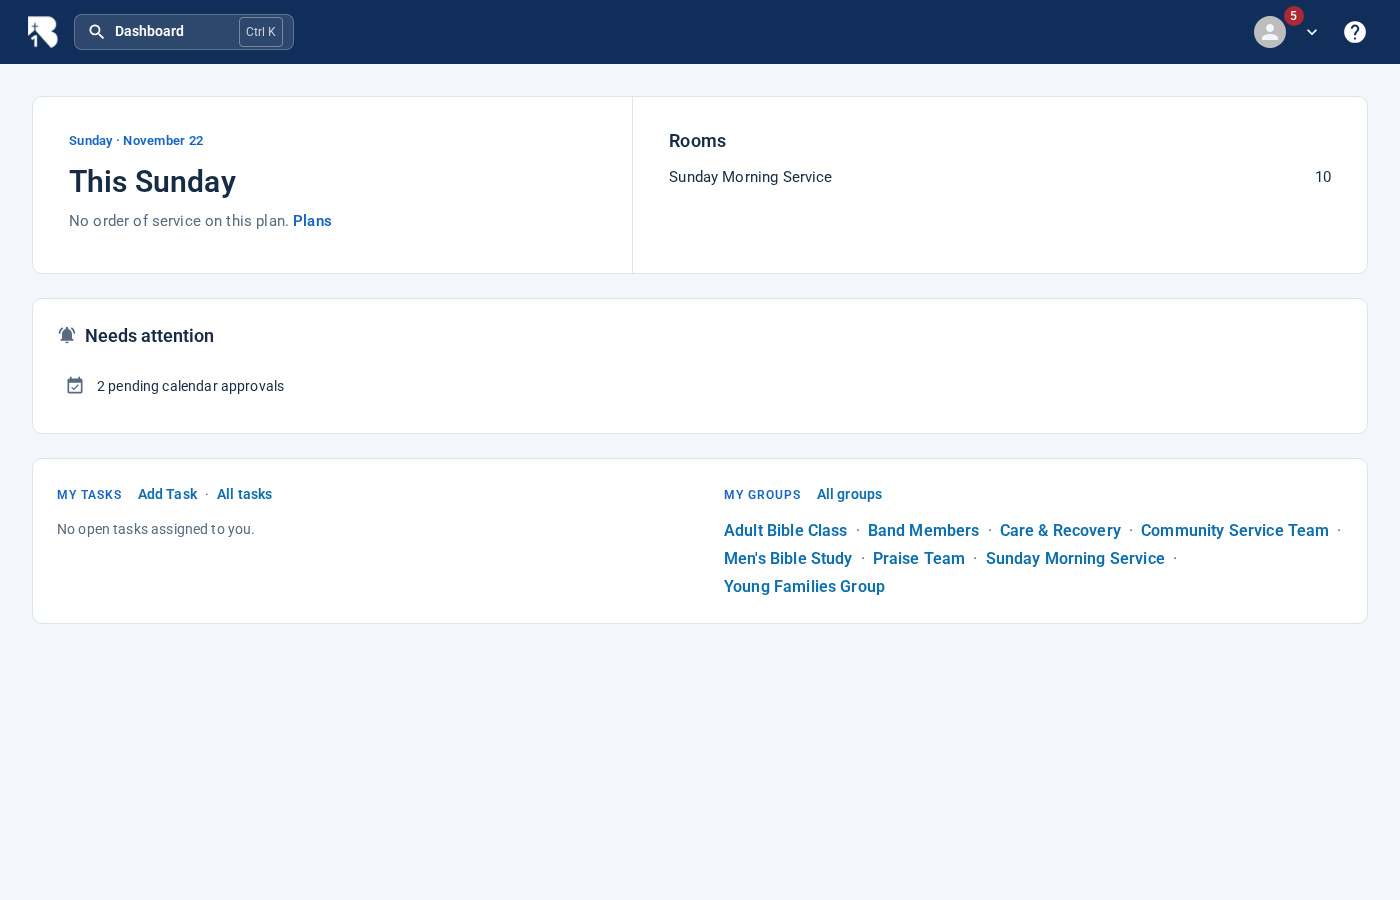 Dashboard Ctrl K 5
Sunday · November 22
This Sunday
No order of service on this plan. Plans
Rooms
Sunday Morning Service 10
Needs attention
2 pending calendar approvals
MY TASKS Add Task · All tasks
No open tasks assigned to you.
MY GROUPS All groups
Adult Bible Class · Band Members · Care & Recovery · Community Service Team ·
Men's Bible Study · Praise Team · Sunday Morning Service ·
Young Families Group